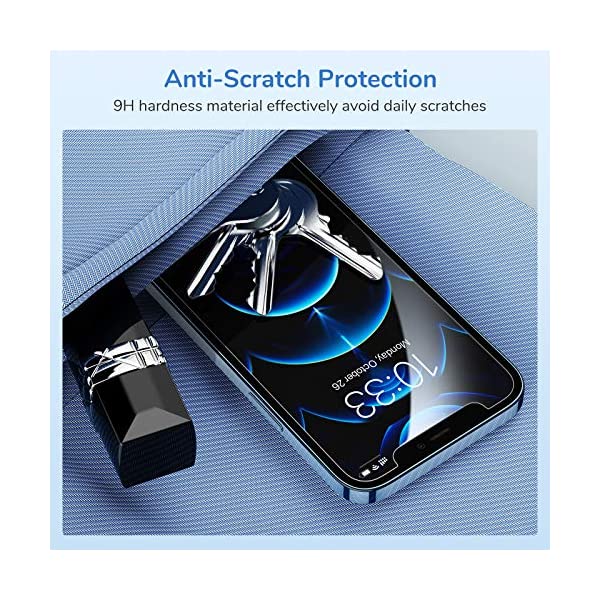 Anti-Scratch Protection
9H hardness material effectively avoid daily scratches
Monday, October 26
10:33